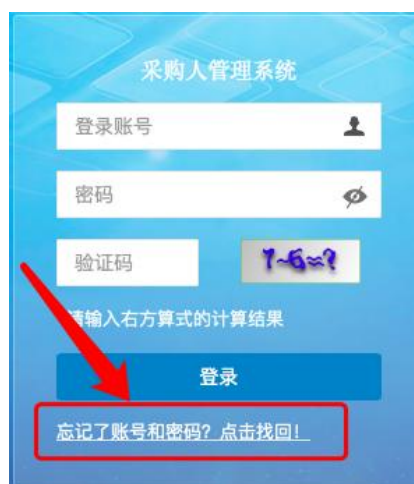 采购人管理系统
登录账号
密码
验证码
7-6=?
请输入右方算式的计算结果
登录
忘记了账号和密码？点击找回！